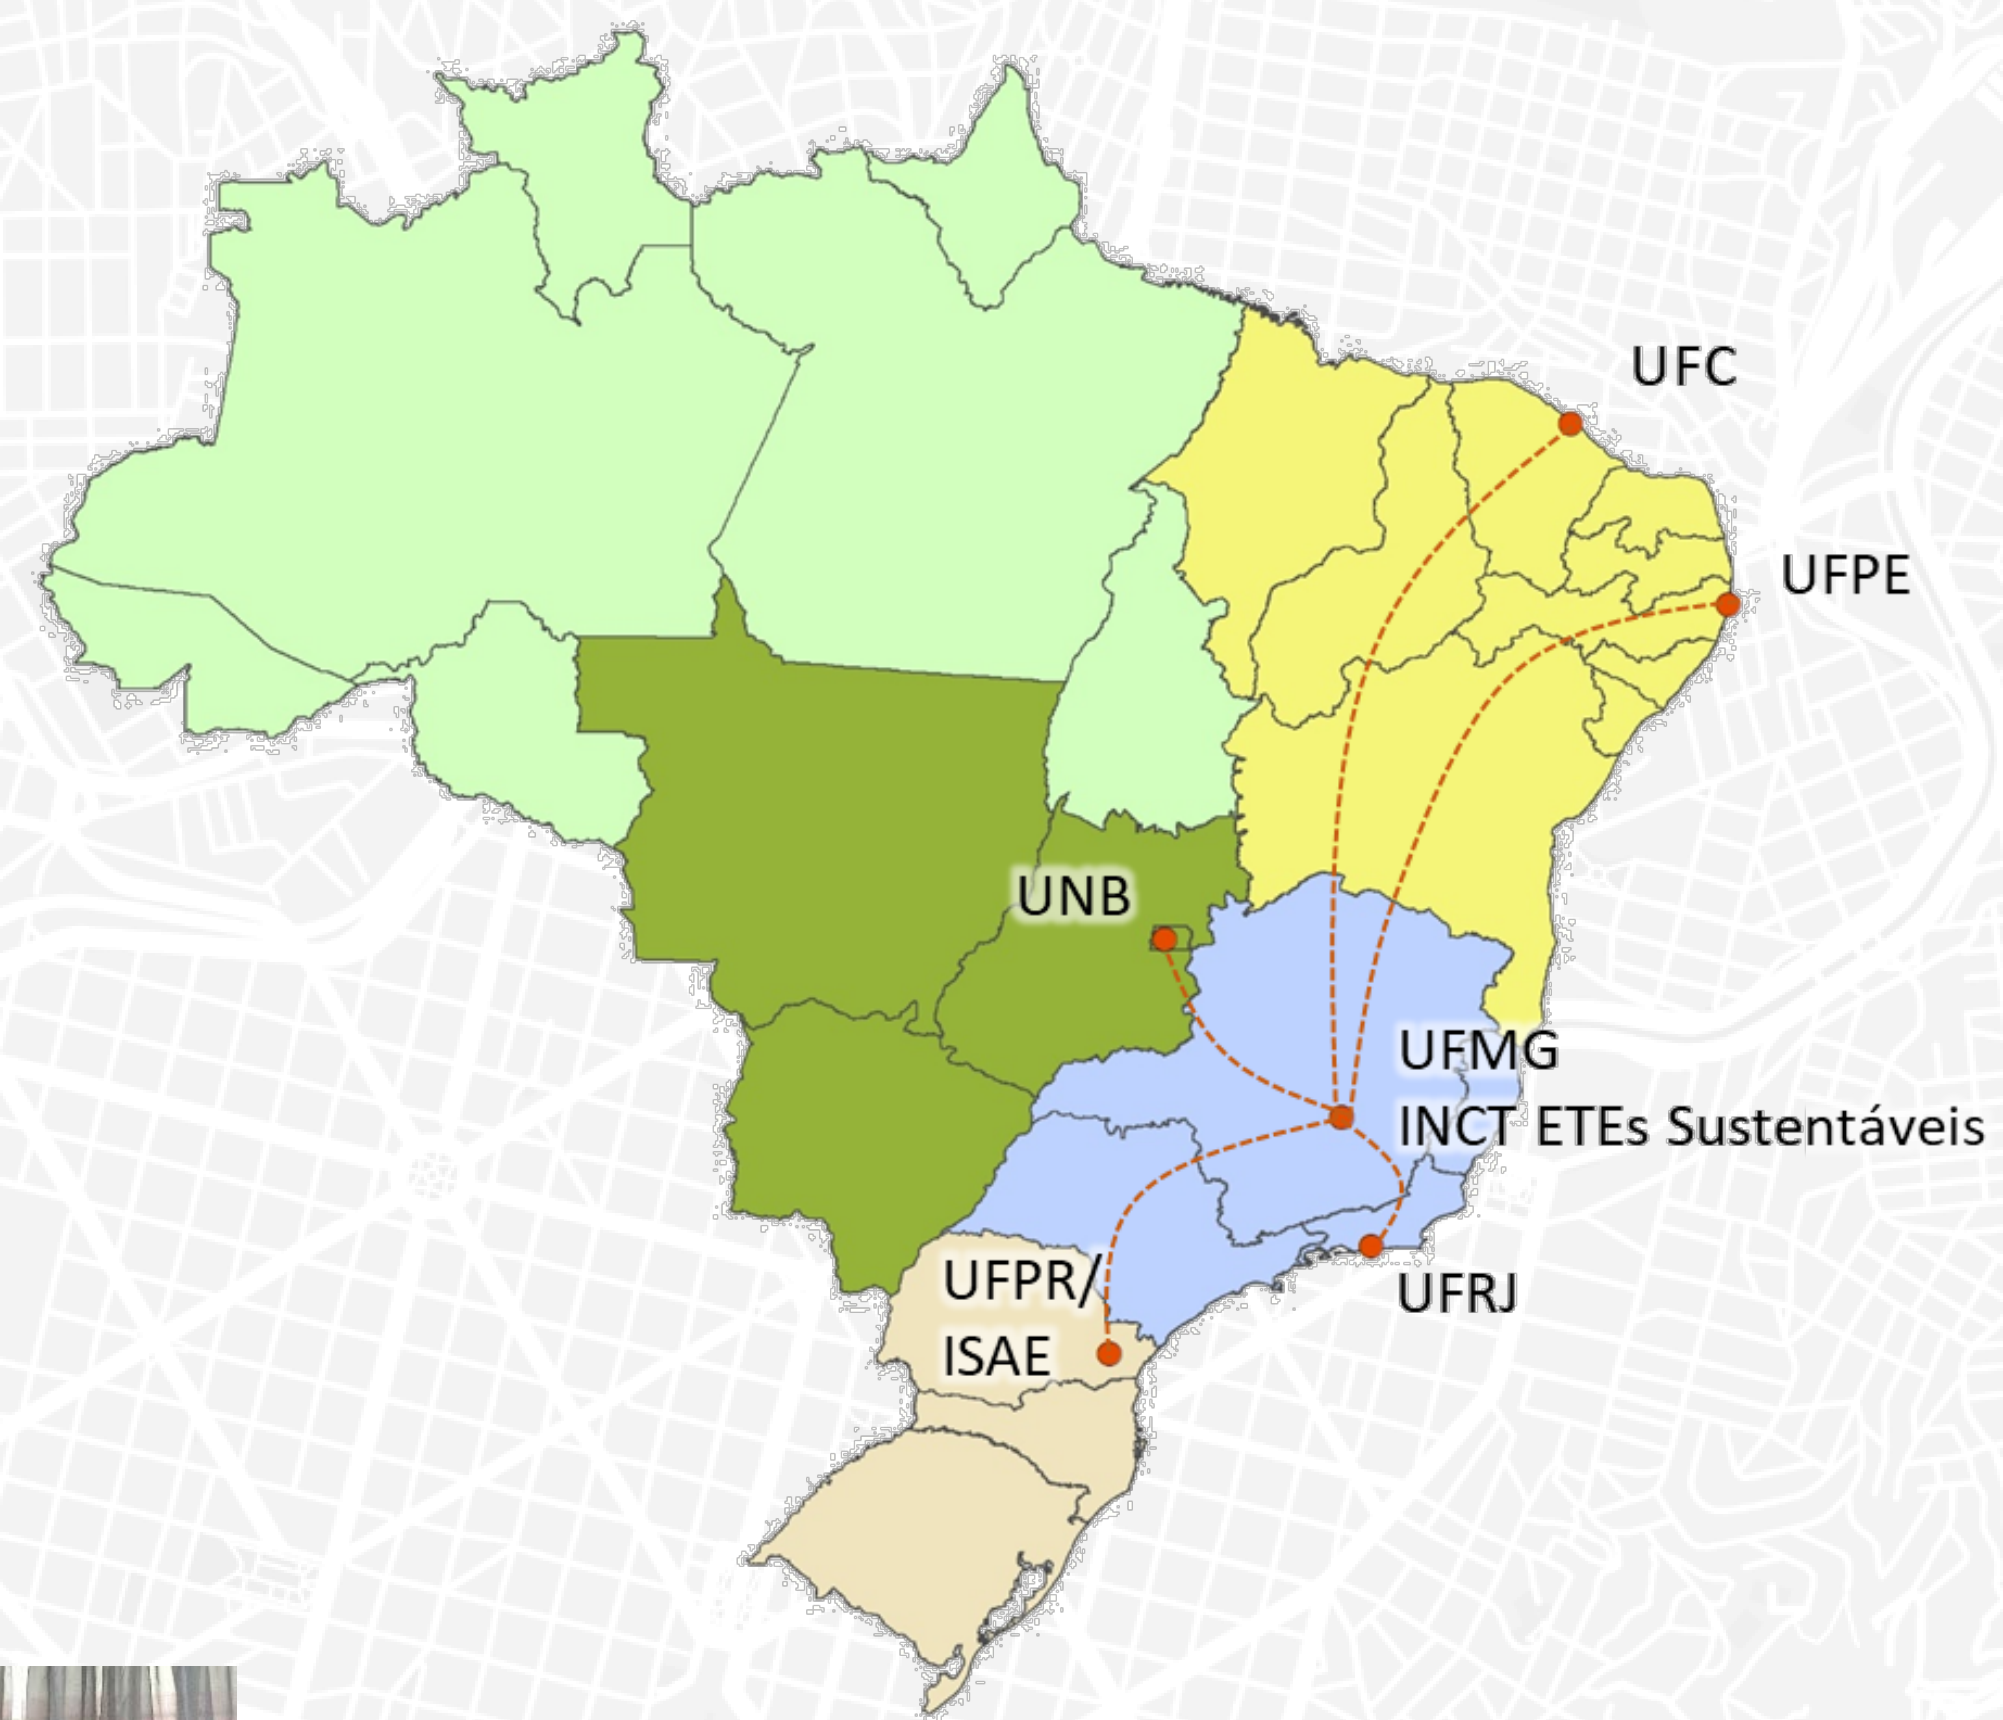 UFC
UFPE
UNB
UFMG
INCT ETEs Sustentáveis
UFPR/
ISAE
UFRJ